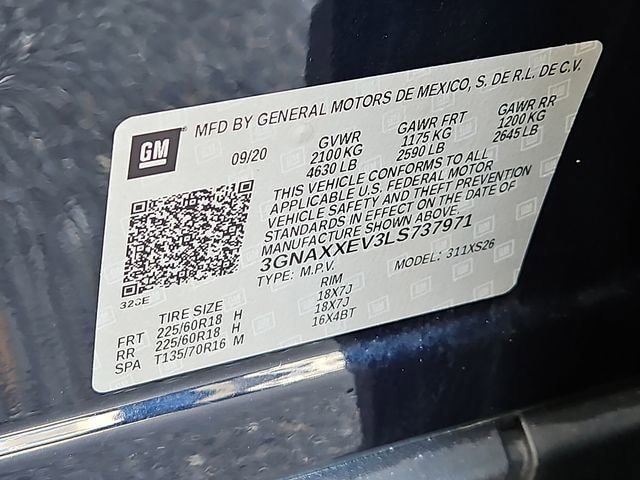 GM
MFD BY GENERAL MOTORS DE MEXICO, S. DE R.L. DE C.V.
09/20 GVWR GAWR FRT GAWR RR
2100 KG 1175 KG 1200 KG
4630 LB 2590 LB 2645 LB
THIS VEHICLE CONFORMS TO ALL
APPLICABLE U.S. FEDERAL MOTOR
VEHICLE SAFETY AND THEFT PREVENTION
STANDARDS IN EFFECT ON THE DATE OF
MANUFACTURE SHOWN ABOVE.
3GNAXXEV3LS737971
TYPE: M.P.V. MODEL: 311XS26
TIRE SIZE RIM
FRT 225/60R18 H 18X7J
RR 225/60R18 H 18X7J
SPA T135/70R16 M 16X4BT